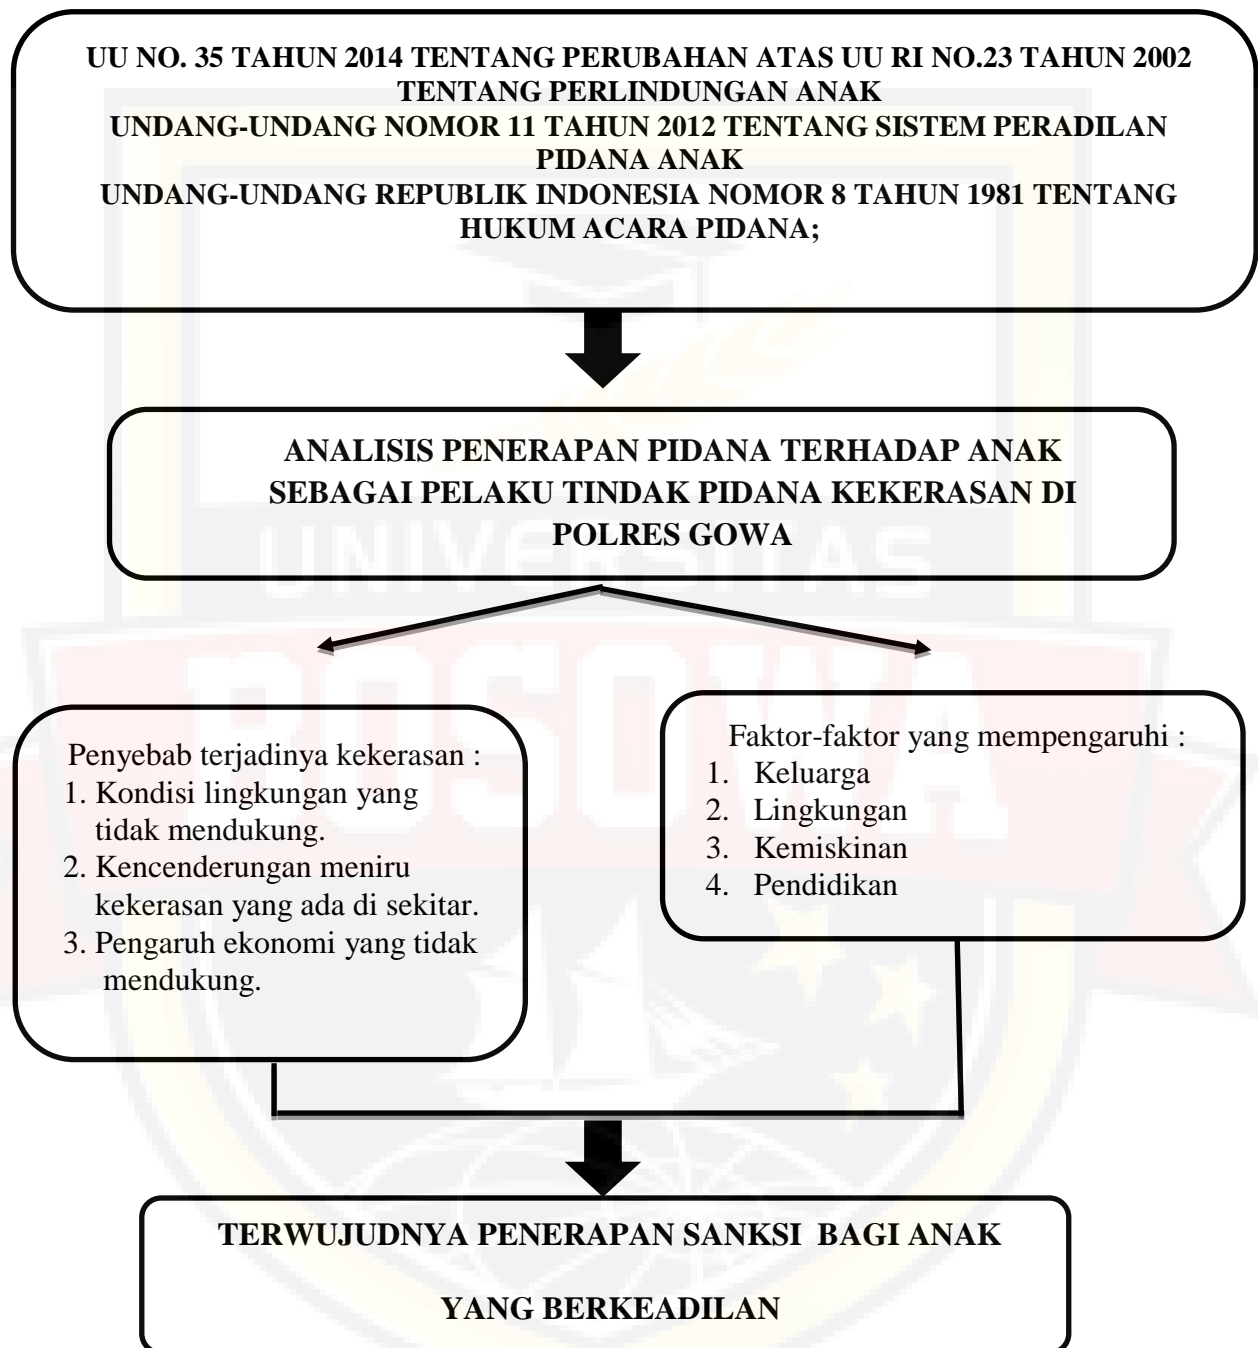 UU NO. 35 TAHUN 2014 TENTANG PERUBAHAN ATAS UU RI NO.23 TAHUN 2002
TENTANG PERLINDUNGAN ANAK
UNDANG-UNDANG NOMOR 11 TAHUN 2012 TENTANG SISTEM PERADILAN
PIDANA ANAK
UNDANG-UNDANG REPUBLIK INDONESIA NOMOR 8 TAHUN 1981 TENTANG
HUKUM ACARA PIDANA;
ANALISIS PENERAPAN PIDANA TERHADAP ANAK
SEBAGAI PELAKU TINDAK PIDANA KEKERASAN DI
POLRES GOWA
UNIVERSITAS
BOSOWA
Penyebab terjadinya kekerasan :
1. Kondisi lingkungan yang
tidak mendukung.
2. Kencenderungan meniru
kekerasan yang ada di sekitar.
3. Pengaruh ekonomi yang tidak
mendukung.
Faktor-faktor yang mempengaruhi :
1. Keluarga
2. Lingkungan
3. Kemiskinan
4. Pendidikan
TERWUJUDNYA PENERAPAN SANKSI BAGI ANAK
YANG BERKEADILAN